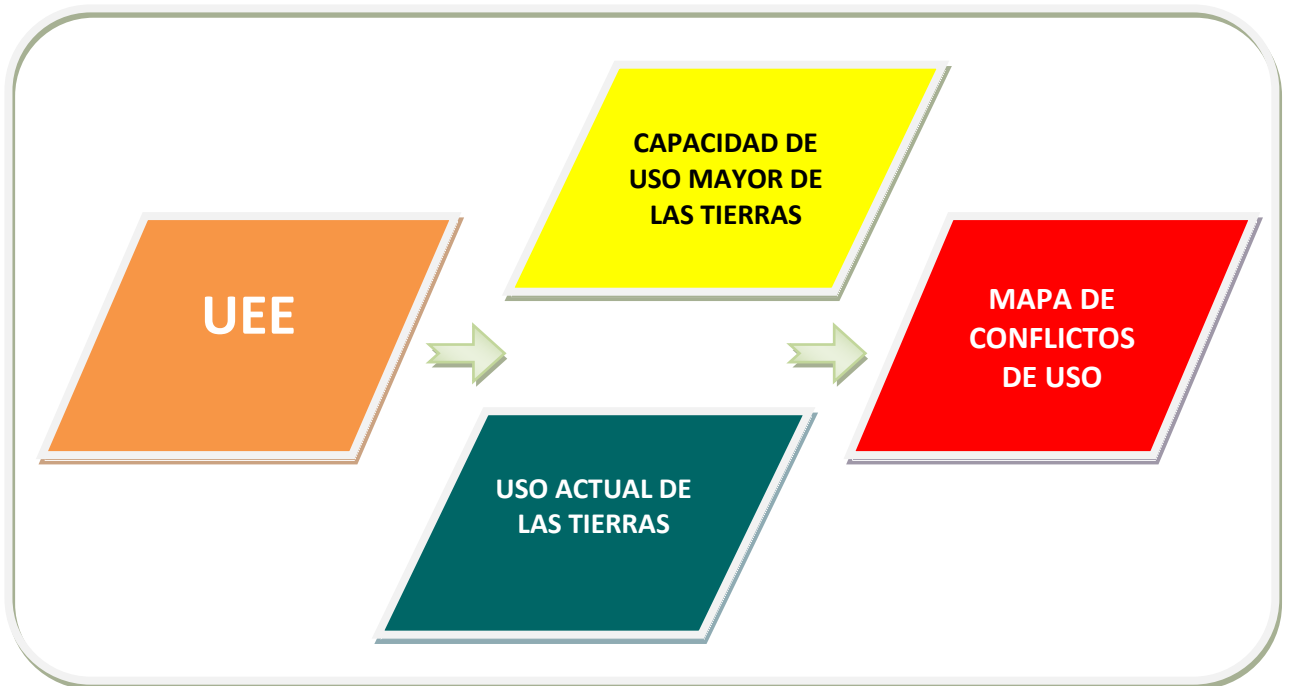 UEE
CAPACIDAD DE
USO MAYOR DE
LAS TIERRAS
USO ACTUAL DE
LAS TIERRAS
MAPA DE
CONFLICTOS
DE USO